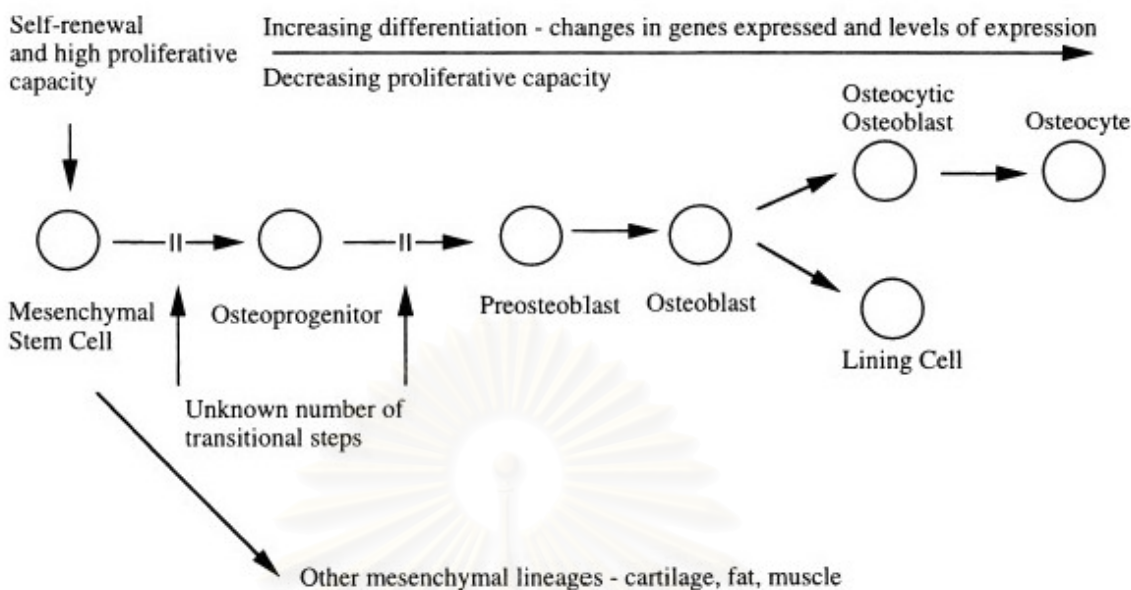 Self-renewal
and high proliferative
capacity
Increasing differentiation - changes in genes expressed and levels of expression
Decreasing proliferative capacity
Osteocytic
Osteoblast
Osteocyte
Mesenchymal
Stem Cell
Osteoprogenitor
Preosteoblast
Osteoblast
Lining Cell
Unknown number of
transitional steps
Other mesenchymal lineages - cartilage, fat, muscle